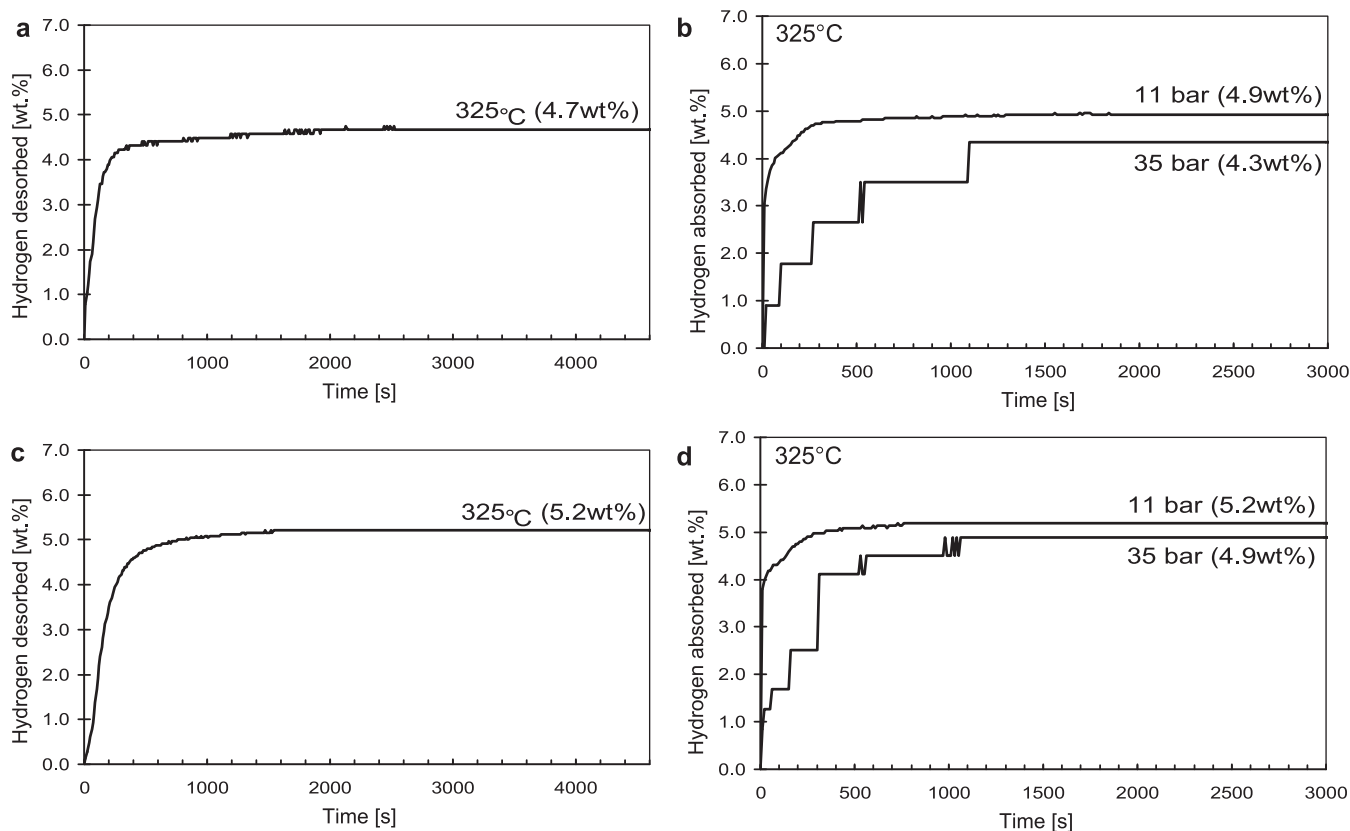 a
7.0
6.0
5.0
4.0
3.0
2.0
1.0
0.0
Hydrogen desorbed [wt.%]
325°C (4.7wt%)
0 1000 2000 3000 4000
Time [s]
b
325°C
7.0
6.0
5.0
4.0
3.0
2.0
1.0
0.0
Hydrogen absorbed [wt.%]
11 bar (4.9wt%)
35 bar (4.3wt%)
0 500 1000 1500 2000 2500 3000
Time [s]
c
7.0
6.0
5.0
4.0
3.0
2.0
1.0
0.0
Hydrogen desorbed [wt.%]
325°C (5.2wt%)
0 1000 2000 3000 4000
Time [s]
d
325°C
7.0
6.0
5.0
4.0
3.0
2.0
1.0
0.0
Hydrogen absorbed [wt.%]
11 bar (5.2wt%)
35 bar (4.9wt%)
0 500 1000 1500 2000 2500 3000
Time [s]